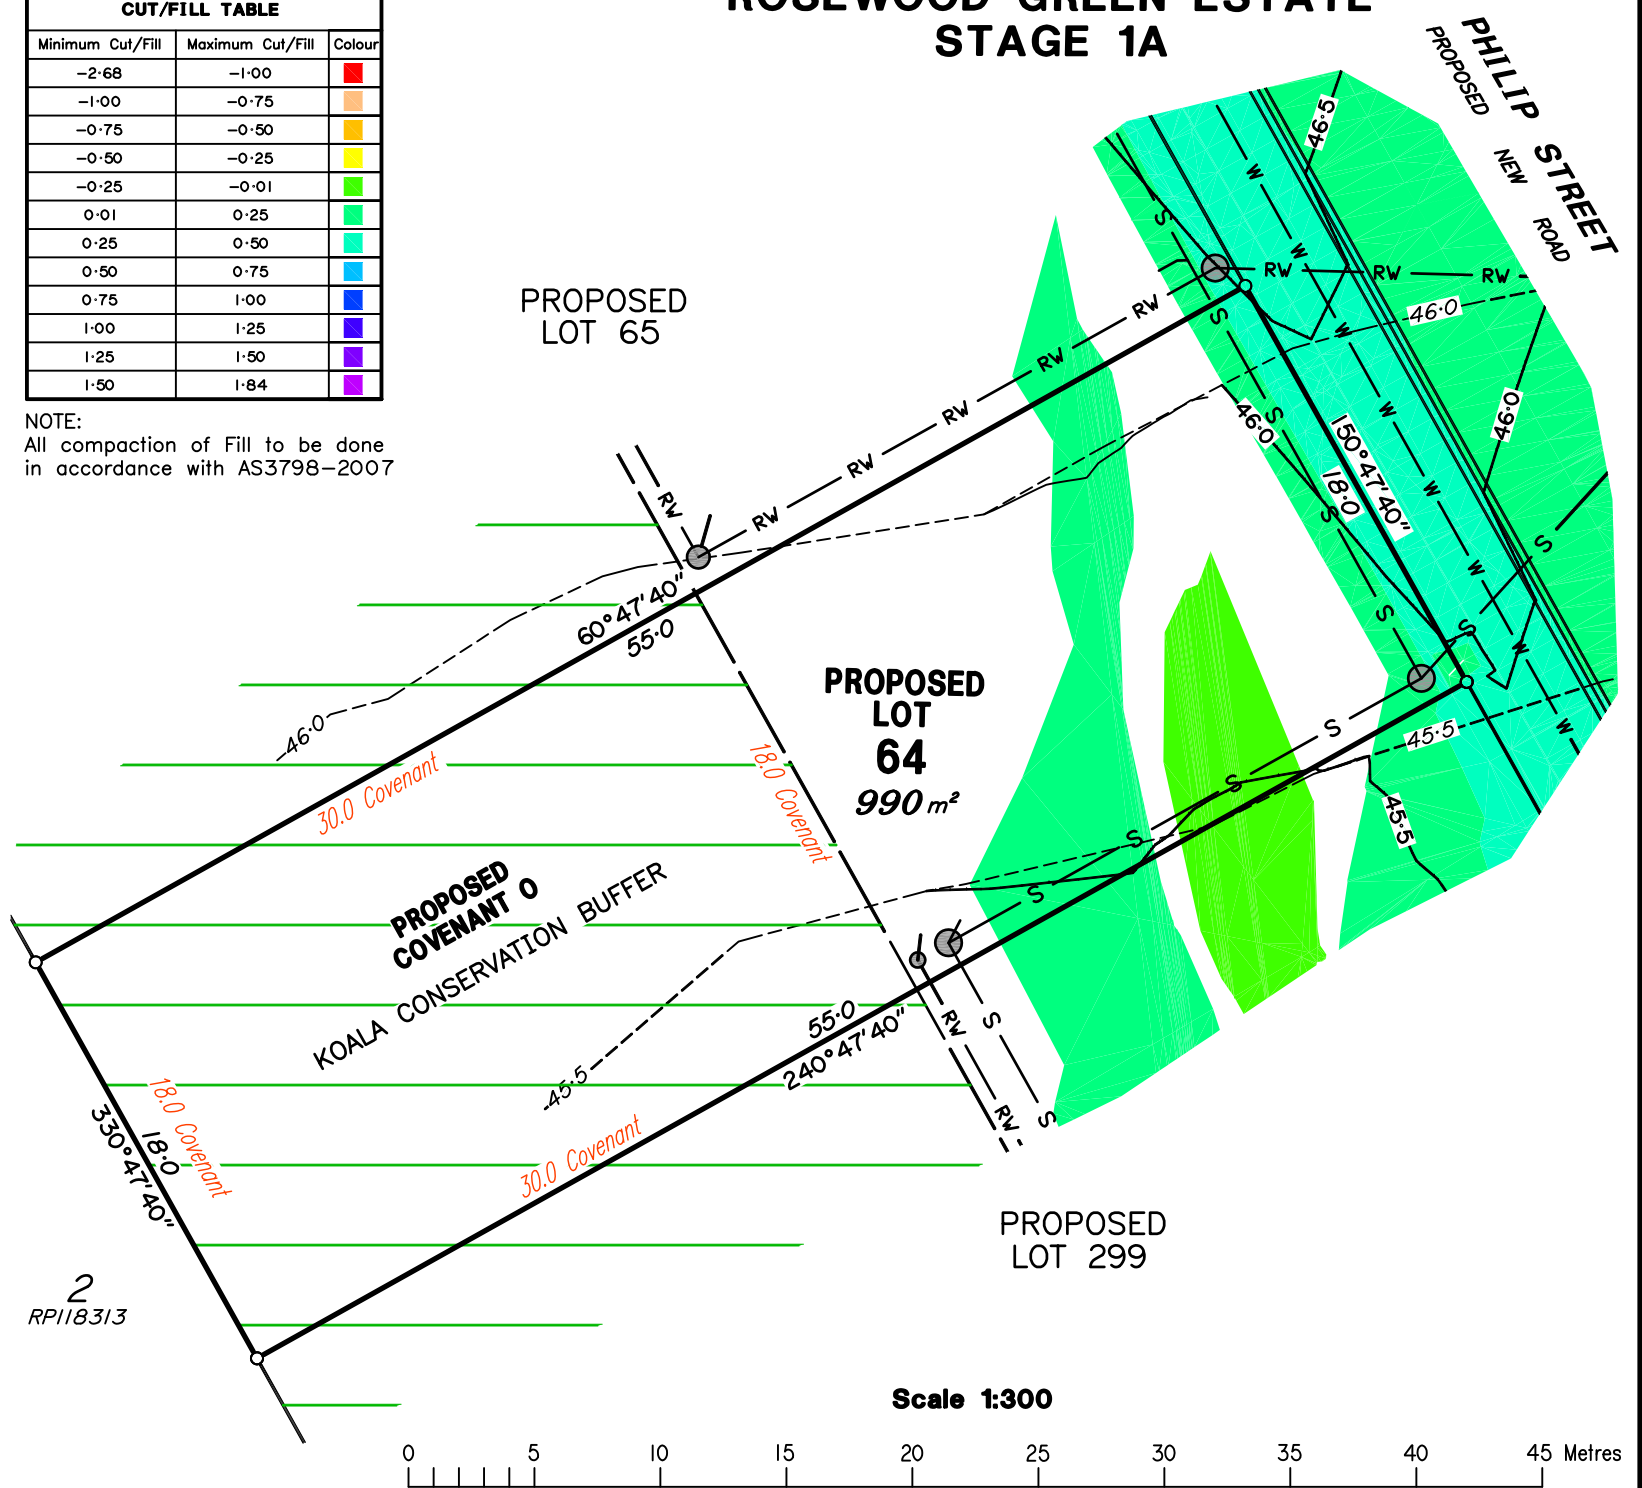 CUT/FILL TABLE
Minimum Cut/Fill Maximum Cut/Fill Colour
-2·68 -1·00
-1·00 -0·75
-0·75 -0·50
-0·50 -0·25
-0·25 -0·01
0·01 0·25
0·25 0·50
0·50 0·75
0·75 1·00
1·00 1·25
1·25 1·50
1·50 1·84
NOTE:
All compaction of Fill to be done
in accordance with AS3798-2007
ROSEWOOD GREEN ESTATE
STAGE 1A
PHILIP STREET
PROPOSED NEW ROAD
46·5
W
S
W
RW RW RW
46·0
S
W
RW
RW
RW
RW
RW
RW
PROPOSED
LOT 65
46·0
S
W
46·0
150°47'40"
18·0
W
S
S
W
S
S
W
W
60°47'40"
55·0
PROPOSED
LOT
64
990 m²
46·0
30.0 Covenant
18.0 Covenant
S
S
S
S
45·5
45·5
PROPOSED
COVENANT O
KOALA CONSERVATION BUFFER
55·0
240°47'40"
RW
S
RW
S
45·5
18.0 Covenant
18·0
330°47'40"
30.0 Covenant
PROPOSED
LOT 299
2
RP118313
Scale 1:300
0 5 10 15 20 25 30 35 40 45 Metres